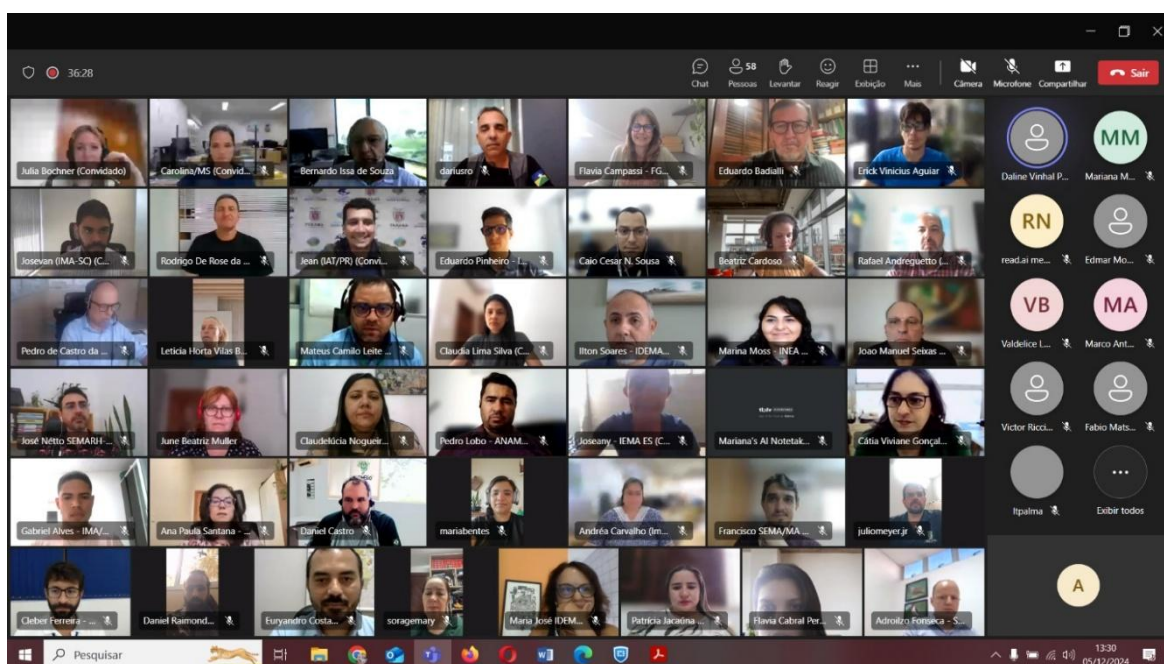 36:28
58
Chat Pessoas Levantar Reagir Exibição Mais Câmera Microfone Compartilhar Sair
Julia Bochner (Convidado) Carolina/MS (Convid... Bernardo Issa de Souza dariusro Flavia Campassi - FG... Eduardo Badialli Erick Vinicius Aguiar
MM
Daline Vinhal P... Mariana M...
Josevan (IMA-SC) (C... Rodrigo De Rose da ... Jean (IAT/PR) (Convi... Eduardo Pinheiro - I... Caio Cesar N. Sousa Beatriz Cardoso Rafael Andreguetto (...
RN
read.ai me... Edmar Mo...
Pedro de Castro da ... Leticia Horta Vilas B... Mateus Camilo Leite ... Claudia Lima Silva (C... Ilton Soares - IDEMA... Marina Moss - INEA ... Joao Manuel Seixas ...
VB MA
Valdelice L... Marco Ant...
José Netto SEMARH-... June Beatriz Muller Claudelúcia Nogueir... Pedro Lobo - ANAM... Joseany - IEMA ES (C... Mariana's AI Notetak... Cátia Viviane Gonçal...
Victor Ricci... Fabio Mats...
Gabriel Alves - IMA/... Ana Paula Santana - ... Daniel Castro mariabentes Andréa Carvalho (Im... Francisco SEMA/MA ... juliomeyer.jr
ltpalma Exibir todos
Cleber Ferreira - ... Daniel Raimond... Euryandro Costa... soragemary Maria José IDEM... Patrícia Jacaúna ... Flavia Cabral Per... Adroilzo Fonseca - S...
A
Pesquisar
13:30
05/12/2024